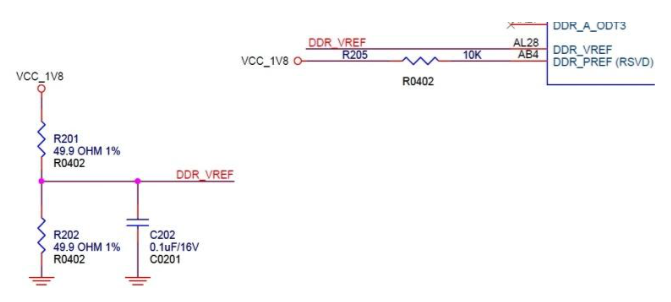 DDR_A_ODT3
DDR_VREF
AL28
DDR_VREF
VCC_1V8
R205
10K
AB4
DDR_PREF (RSVD)
R0402
VCC_1V8
R201
49.9 OHM 1%
R0402
DDR_VREF
R202
49.9 OHM 1%
R0402
C202
0.1uF/16V
C0201